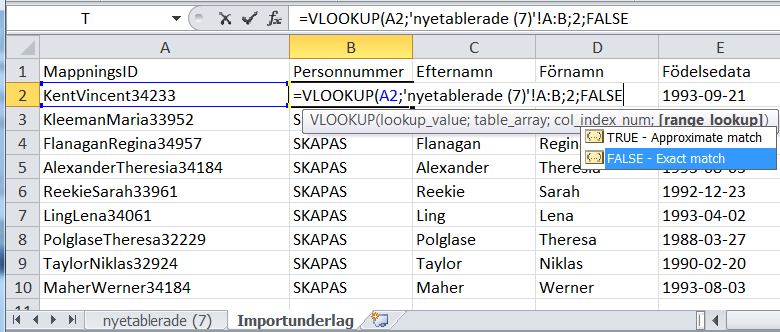 T =VLOOKUP(A2;'nyetablerade (7)'!A:B;2;FALSE
A B C D E
1 MappningsID Personnummer Efternamn Förnamn Födelsedata
2 KentVincent34233 =VLOOKUP(A2;'nyetablerade (7)'!A:B;2;FALSE 1993-09-21
VLOOKUP(lookup_value; table_array; col_index_num; [range_lookup])
3 KleemanMaria33952
TRUE - Approximate match
4 FlanaganRegina34957 SKAPAS Flanagan
FALSE - Exact match
5 AlexanderTheresia34184 SKAPAS Alexander Theresia
6 ReekieSarah33961 SKAPAS Reekie Sarah 1992-12-23
7 LingLena34061 SKAPAS Ling Lena 1993-04-02
8 PolglaseTheresa32229 SKAPAS Polglase Theresa 1988-03-27
9 TaylorNiklas32924 SKAPAS Taylor Niklas 1990-02-20
10 MaherWerner34184 SKAPAS Maher Werner 1993-08-03
nyetablerade (7) Importunderlag